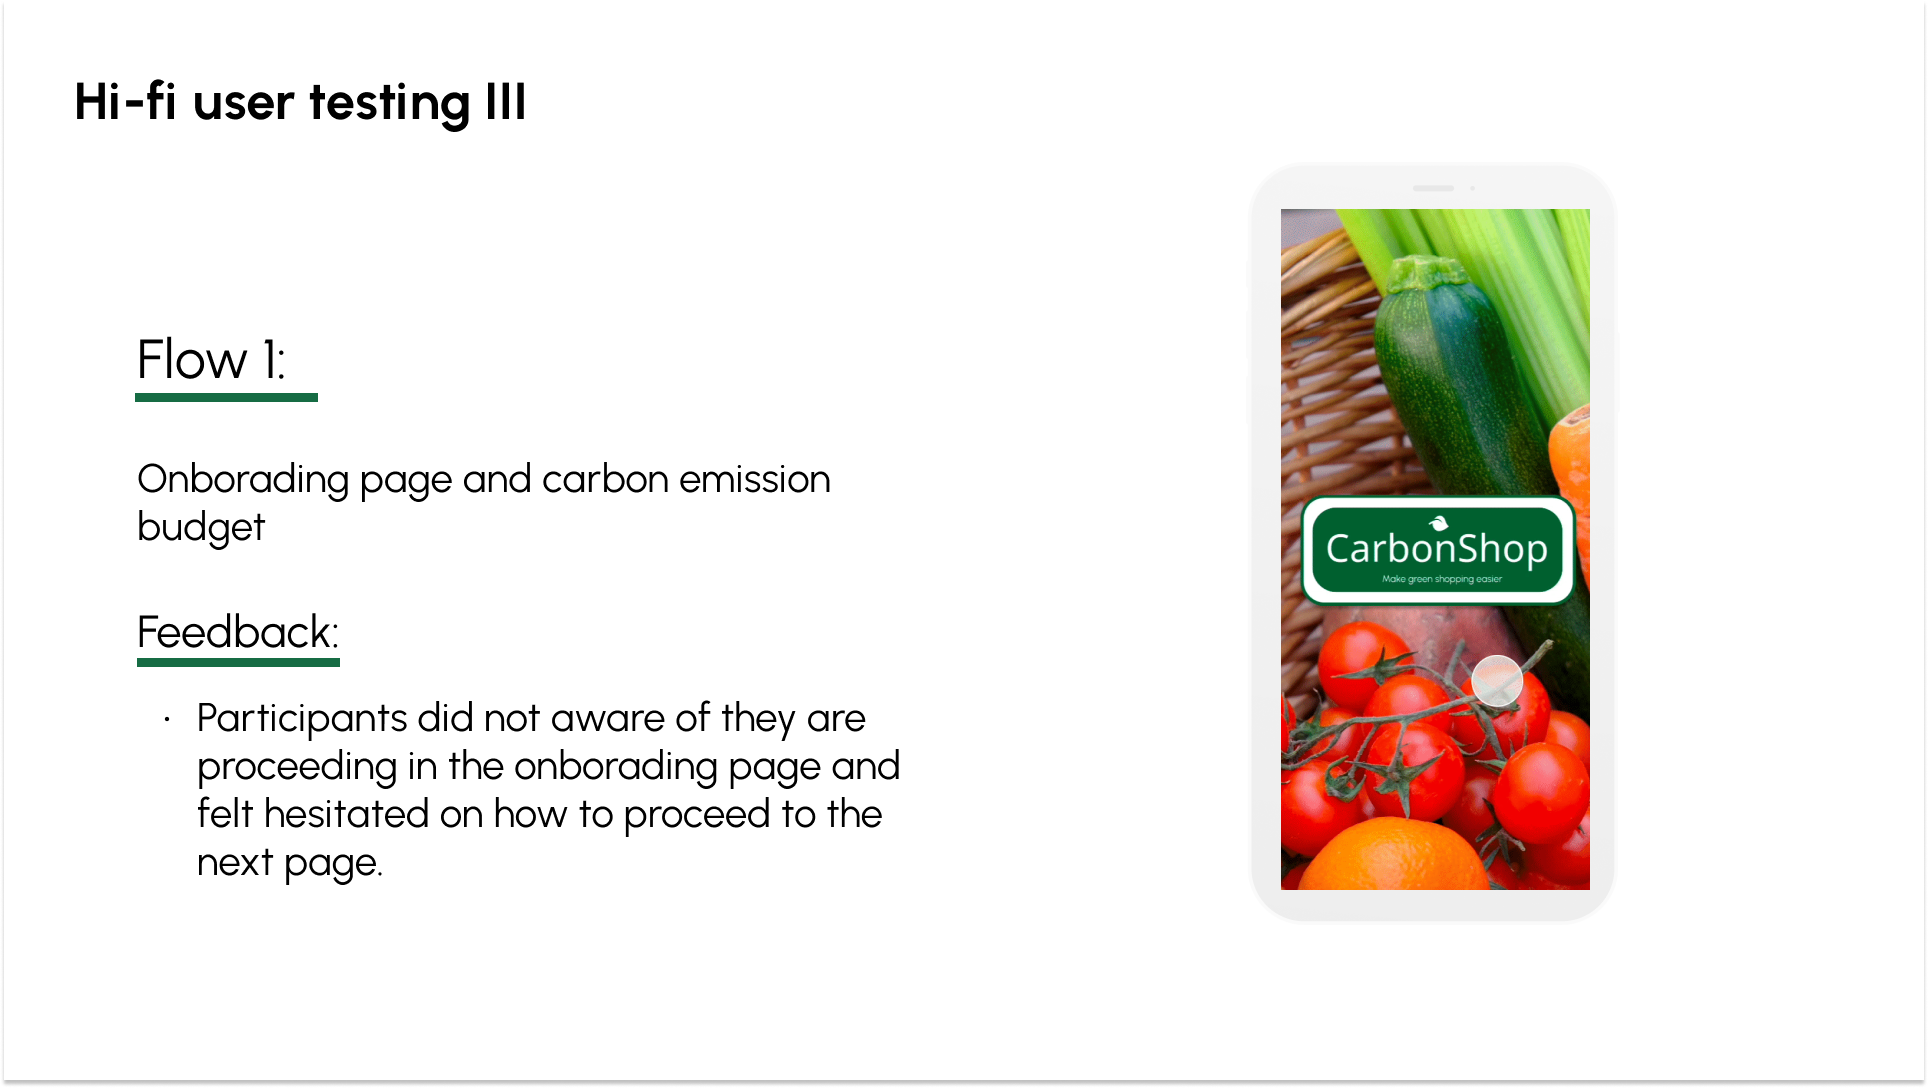 Hi-fi user testing III
Flow 1:
Onborading page and carbon emission
budget
Feedback:
· Participants did not aware of they are
proceeding in the onborading page and
felt hesitated on how to proceed to the
next page.
CarbonShop
Make green shopping easier